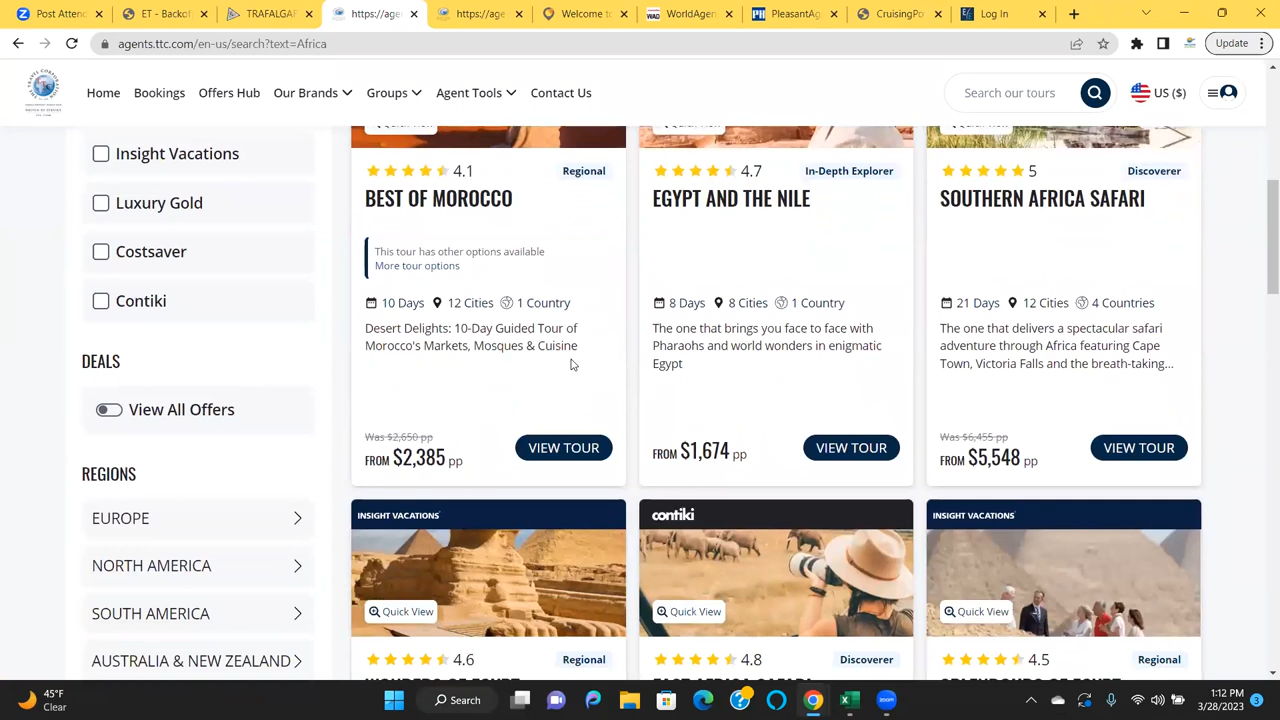 Post Attend
ET - Backof
TRAFALGAR
https://age
https://age
Welcome to
WAD
WorldAgen
PH
PleasantAg
CruisingPo
Log In
agents.ttc.com/en-us/search?text=Africa
Update
Home
Bookings
Offers Hub
Our Brands
Groups
Agent Tools
Contact Us
Search our tours
US ($)
Insight Vacations
Luxury Gold
Costsaver
Contiki
DEALS
View All Offers
REGIONS
EUROPE
NORTH AMERICA
SOUTH AMERICA
AUSTRALIA & NEW ZEALAND
4.1
Regional
BEST OF MOROCCO
This tour has other options available
More tour options
10 Days
12 Cities
1 Country
Desert Delights: 10-Day Guided Tour of
Morocco's Markets, Mosques & Cuisine
Was $2,650 pp
FROM $2,385 pp
VIEW TOUR
4.7
In-Depth Explorer
EGYPT AND THE NILE
8 Days
8 Cities
1 Country
The one that brings you face to face with
Pharaohs and world wonders in enigmatic
Egypt
FROM $1,674 pp
VIEW TOUR
5
Discoverer
SOUTHERN AFRICA SAFARI
21 Days
12 Cities
4 Countries
The one that delivers a spectacular safari
adventure through Africa featuring Cape
Town, Victoria Falls and the breath-taking...
Was $6,455 pp
FROM $5,548 pp
VIEW TOUR
INSIGHT VACATIONS
Quick View
4.6
Regional
contiki
Quick View
4.8
Discoverer
INSIGHT VACATIONS
Quick View
4.5
Regional
45°F
Clear
Search
zoom
1:12 PM
3/28/2023
3